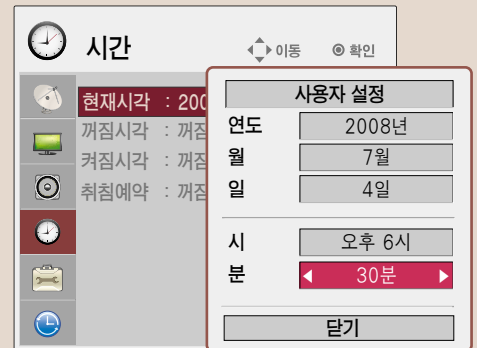 시간
이동
확인
현재시각 : 200
꺼짐시각 : 꺼짐
켜짐시각 : 꺼짐
취침예약 : 꺼짐
사용자 설정
연도 2008년
월 7월
일 4일
시 오후 6시
분 30분
닫기